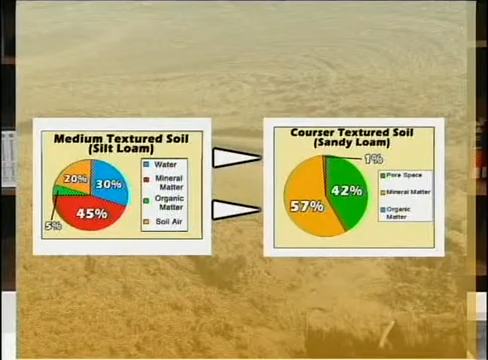 Medium Textured Soil
(Silt Loam)
20%
30%
45%
5%
Water
Mineral
Matter
Organic
Matter
Soil Air
Courser Textured Soil
(Sandy Loam)
1%
42%
57%
Pore Space
Mineral Matter
Organic
Matter